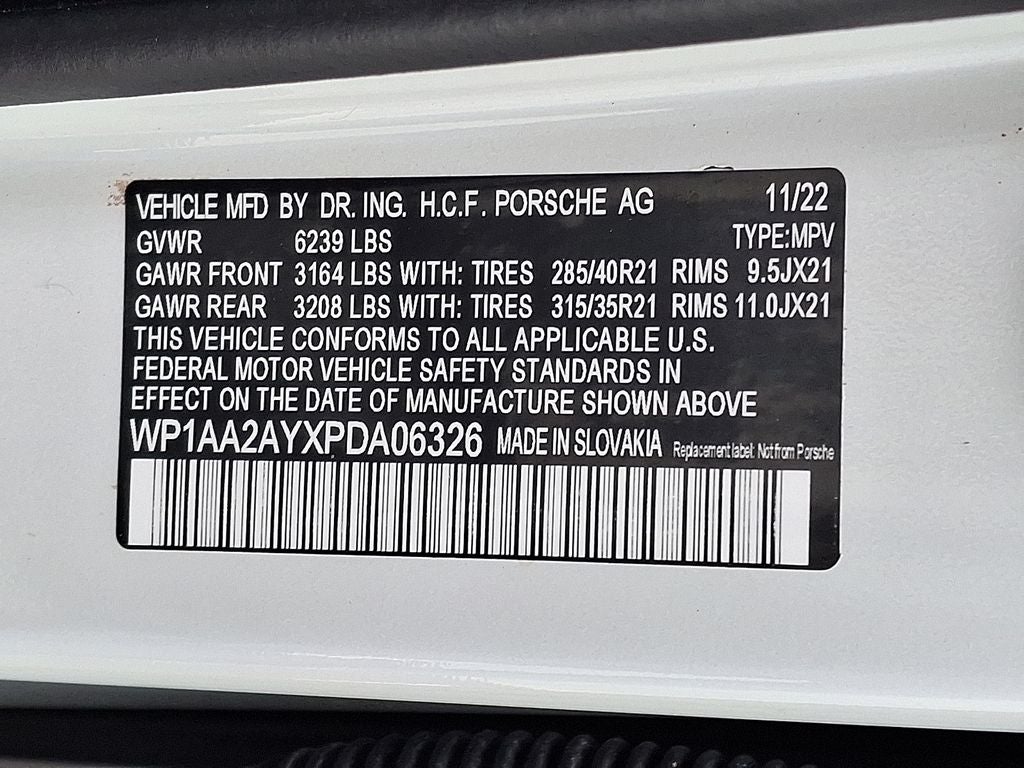 VEHICLE MFD BY DR. ING. H.C.F. PORSCHE AG 11/22
GVWR 6239 LBS TYPE:MPV
GAWR FRONT 3164 LBS WITH: TIRES 285/40R21 RIMS 9.5JX21
GAWR REAR 3208 LBS WITH: TIRES 315/35R21 RIMS 11.0JX21
THIS VEHICLE CONFORMS TO ALL APPLICABLE U.S.
FEDERAL MOTOR VEHICLE SAFETY STANDARDS IN
EFFECT ON THE DATE OF MANUFACTURE SHOWN ABOVE
WP1AA2AYXPDA06326 MADE IN SLOVAKIA Replacement label: Not from Porsche